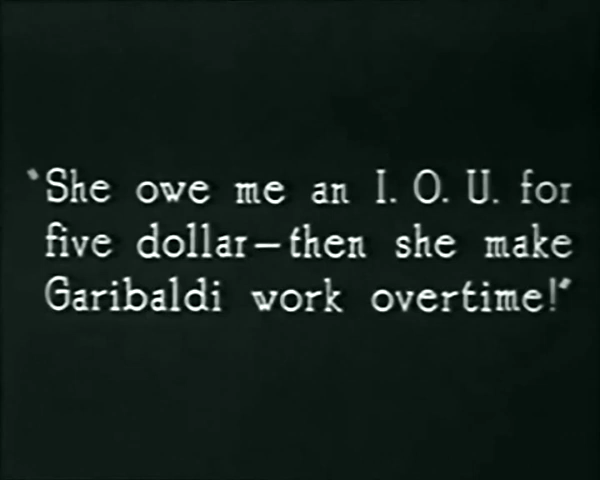 "She owe me an I. O. U. for
five dollar—then she make
Garibaldi work overtime!"